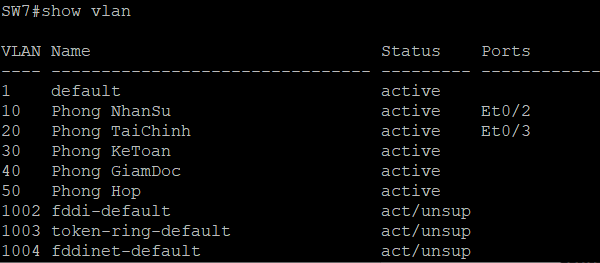 SW7#show vlan
VLAN Name                             Status    Ports
---- -------------------------------- --------- ------------
1    default                          active
10   Phong NhanSu                     active    Et0/2
20   Phong TaiChinh                   active    Et0/3
30   Phong KeToan                     active
40   Phong GiamDoc                    active
50   Phong Hop                        active
1002 fddi-default                     act/unsup
1003 token-ring-default               act/unsup
1004 fddinet-default                  act/unsup